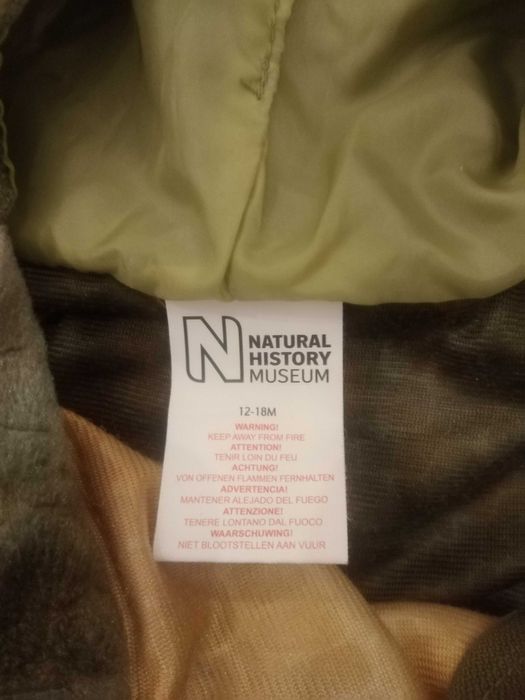 N NATURAL
HISTORY
MUSEUM
12-18M
WARNING!
KEEP AWAY FROM FIRE
ATTENTION!
TENIR LOIN DU FEU
ACHTUNG!
VON OFFENEN FLAMMEN FERNHALTEN
ADVERTENCIA!
MANTENER ALEJADO DEL FUEGO
ATTENZIONE!
TENERE LONTANO DAL FUOCO
WAARSCHUWING!
NIET BLOOTSTELLEN AAN VUUR